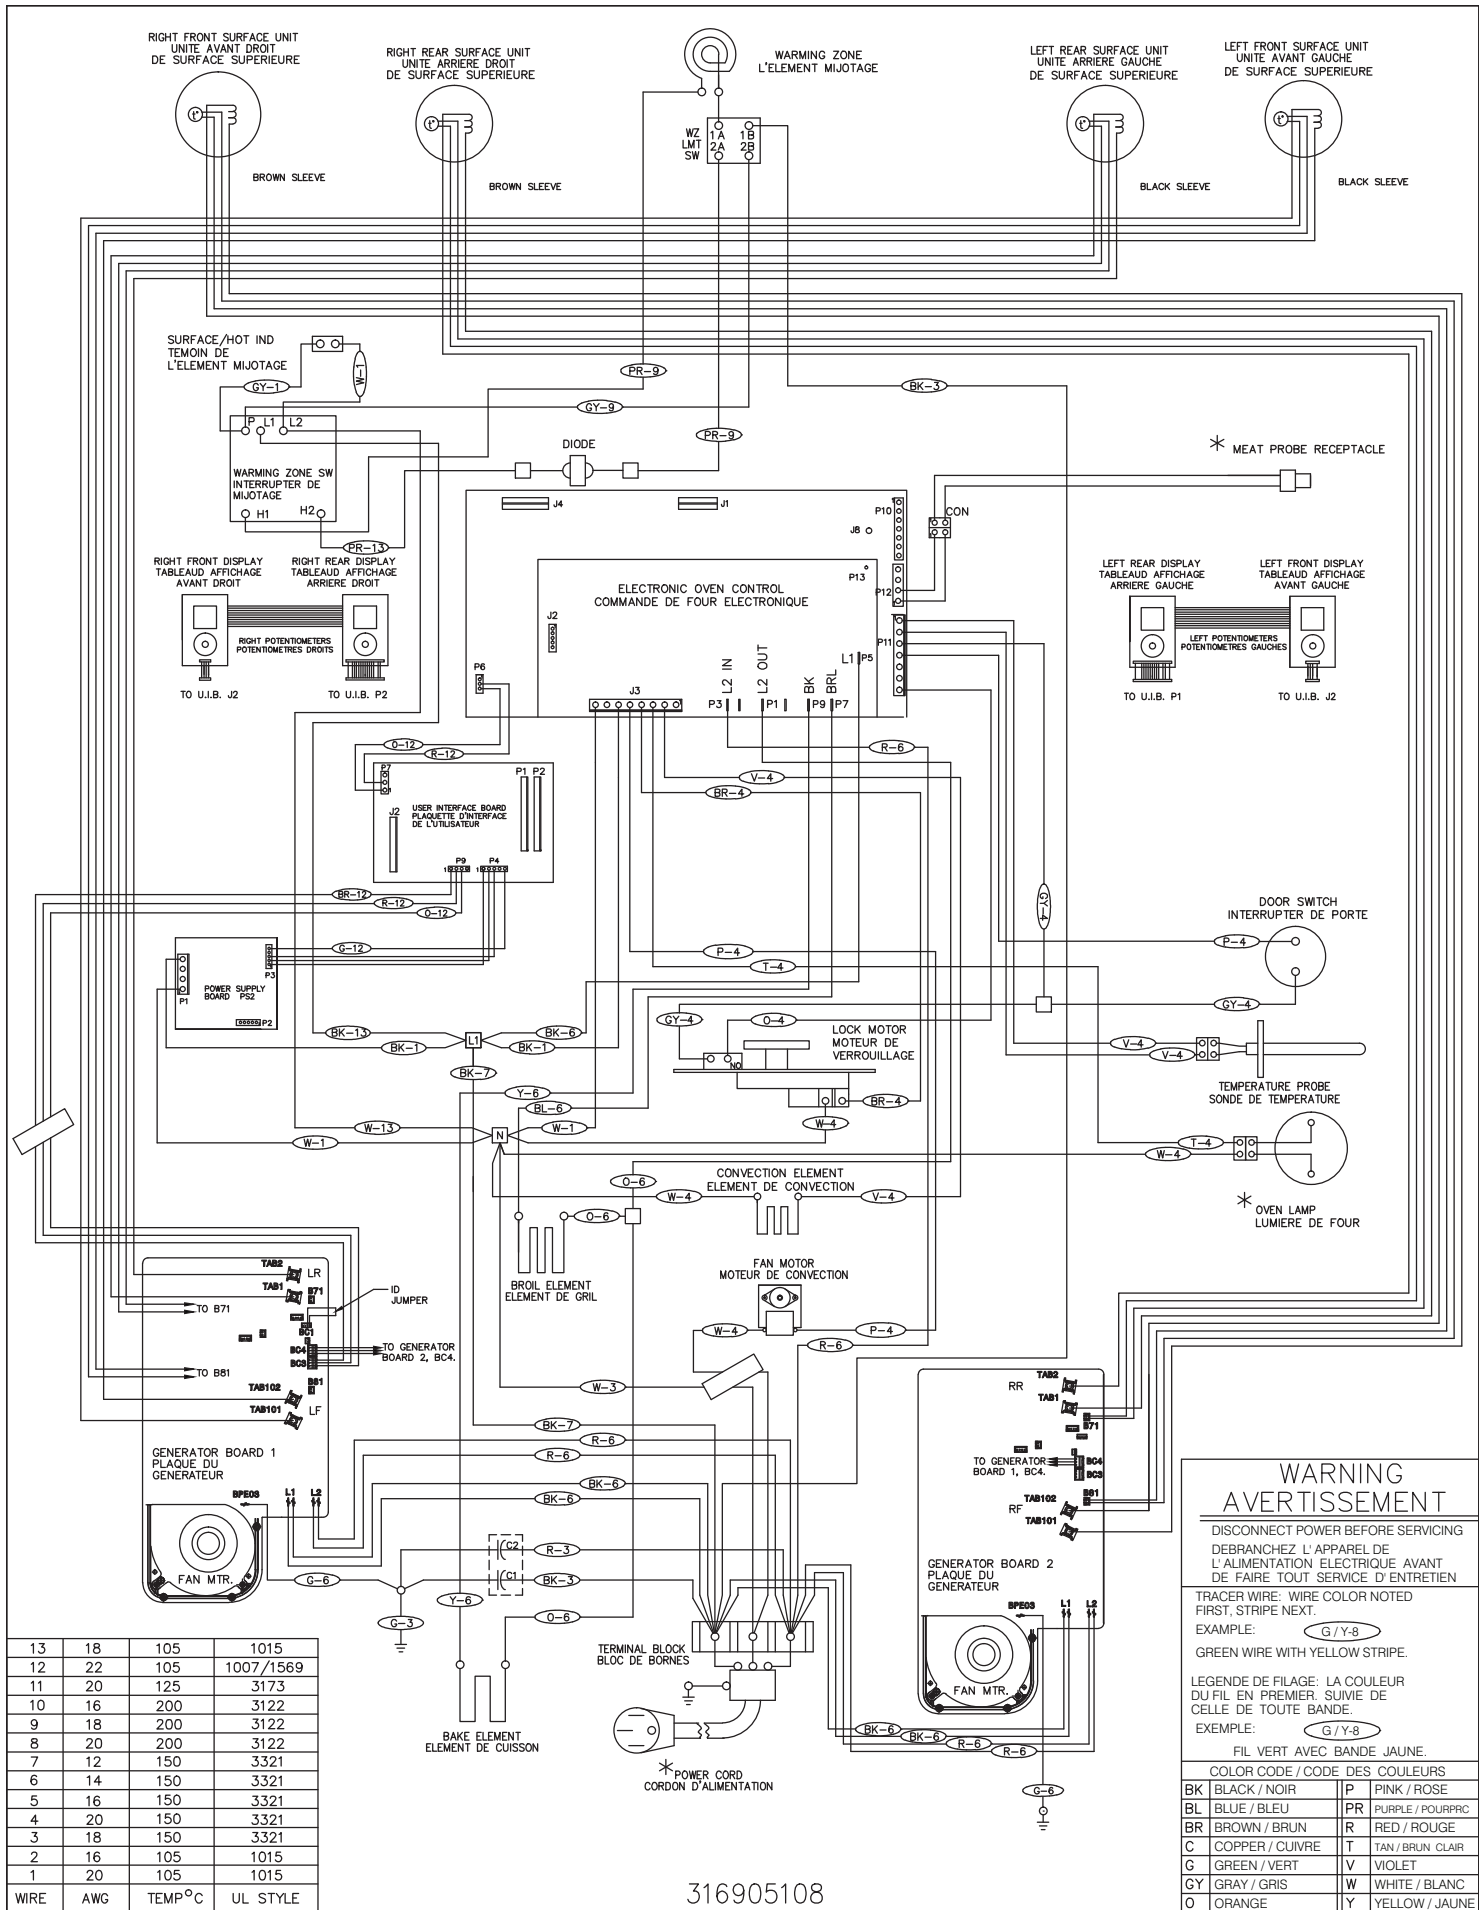 RIGHT FRONT SURFACE UNIT
UNITE AVANT DROIT
DE SURFACE SUPERIEURE
RIGHT REAR SURFACE UNIT
UNITE ARRIERE DROIT
DE SURFACE SUPERIEURE
WARMING ZONE
L'ELEMENT MIJOTAGE
LEFT REAR SURFACE UNIT
UNITE ARRIERE GAUCHE
DE SURFACE SUPERIEURE
LEFT FRONT SURFACE UNIT
UNITE AVANT GAUCHE
DE SURFACE SUPERIEURE
t°
t°
t°
t°
WZ
LMT
SW
1A 1B
2A 2B
BROWN SLEEVE
BROWN SLEEVE
BLACK SLEEVE
BLACK SLEEVE
SURFACE/HOT IND
TEMOIN DE
L'ELEMENT MIJOTAGE
GY-1
W-1
PR-9
BK-3
GY-9
PR-9
P L1 L2
DIODE
WARMING ZONE SW
INTERRUPTER DE
MIJOTAGE
H1 H2
PR-13
MEAT PROBE RECEPTACLE
J4
J1
P10
J8
CON
P13
P12
P11
RIGHT FRONT DISPLAY
TABLEAUD AFFICHAGE
AVANT DROIT
RIGHT REAR DISPLAY
TABLEAUD AFFICHAGE
ARRIERE DROIT
RIGHT POTENTIOMETERS
POTENTIOMETRES DROITS
TO U.I.B. J2
TO U.I.B. P2
ELECTRONIC OVEN CONTROL
COMMANDE DE FOUR ELECTRONIQUE
J2
P6
J3
P3 L2 IN
L2 OUT P1
BK P9
BRL P7
L1 P5
LEFT REAR DISPLAY
TABLEAUD AFFICHAGE
ARRIERE GAUCHE
LEFT FRONT DISPLAY
TABLEAUD AFFICHAGE
AVANT GAUCHE
LEFT POTENTIOMETERS
POTENTIOMETRES GAUCHES
TO U.I.B. P1
TO U.I.B. J2
O-12
R-12
R-6
V-4
BR-4
P7
1
P1 P2
J2
USER INTERFACE BOARD
PLAQUETTE D'INTERFACE
DE L'UTILISATEUR
P9
1
P4
1
BR-12
R-12
O-12
G-12
GY-4
DOOR SWITCH
INTERRUPTER DE PORTE
P-4
GY-4
P-4
T-4
P3
P1
POWER SUPPLY
BOARD PS2
P2
BK-13
BK-1
L1
BK-6
BK-1
BK-7
GY-4
O-4
LOCK MOTOR
MOTEUR DE
VERROUILLAGE
NO
BR-4
W-4
V-4
V-4
TEMPERATURE PROBE
SONDE DE TEMPERATURE
Y-6
BL-6
W-13
W-1
N
W-1
T-4
W-4
OVEN LAMP
LUMIERE DE FOUR
O-6
CONVECTION ELEMENT
ELEMENT DE CONVECTION
W-4
V-4
O-6
BROIL ELEMENT
ELEMENT DE GRIL
FAN MOTOR
MOTEUR DE CONVECTION
W-4
P-4
R-6
W-3
TAB2
LR
TAB1
B71
ID
JUMPER
TO B71
BC1
BC4
BC3
TO GENERATOR
BOARD 2, BC4.
TO B81
B81
TAB102
TAB101
LF
GENERATOR BOARD 1
PLAQUE DU
GENERATEUR
BPE03
L1 L2
FAN MTR.
BK-7
R-6
R-6
BK-6
BK-6
C2
R-3
C1
BK-3
G-6
G-3
Y-6
O-6
BAKE ELEMENT
ELEMENT DE CUISSON
TERMINAL BLOCK
BLOC DE BORNES
POWER CORD
CORDON D'ALIMENTATION
TAB2
RR
TAB1
B71
TO GENERATOR
BOARD 1, BC4.
BC4
BC3
B81
TAB102
RF
TAB101
GENERATOR BOARD 2
PLAQUE DU
GENERATEUR
BPE03
L1 L2
FAN MTR.
BK-6
BK-6
R-6
R-6
G-6
13 18 105 1015
12 22 105 1007/1569
11 20 125 3173
10 16 200 3122
9 18 200 3122
8 20 200 3122
7 12 150 3321
6 14 150 3321
5 16 150 3321
4 20 150 3321
3 18 150 3321
2 16 105 1015
1 20 105 1015
WIRE AWG TEMP°C UL STYLE
316905108
WARNING
AVERTISSEMENT
DISCONNECT POWER BEFORE SERVICING
DEBRANCHEZ L'APPAREL DE
L'ALIMENTATION ELECTRIQUE AVANT
DE FAIRE TOUT SERVICE D'ENTRETIEN
TRACER WIRE: WIRE COLOR NOTED
FIRST, STRIPE NEXT.
EXAMPLE: G / Y-8
GREEN WIRE WITH YELLOW STRIPE.
LEGENDE DE FILAGE: LA COULEUR
DU FIL EN PREMIER. SUIVIE DE
CELLE DE TOUTE BANDE.
EXEMPLE: G / Y-8
FIL VERT AVEC BANDE JAUNE.
COLOR CODE / CODE DES COULEURS
BK BLACK / NOIR P PINK / ROSE
BL BLUE / BLEU PR PURPLE / POURPRC
BR BROWN / BRUN R RED / ROUGE
C COPPER / CUIVRE T TAN / BRUN CLAIR
G GREEN / VERT V VIOLET
GY GRAY / GRIS W WHITE / BLANC
O ORANGE Y YELLOW / JAUNE